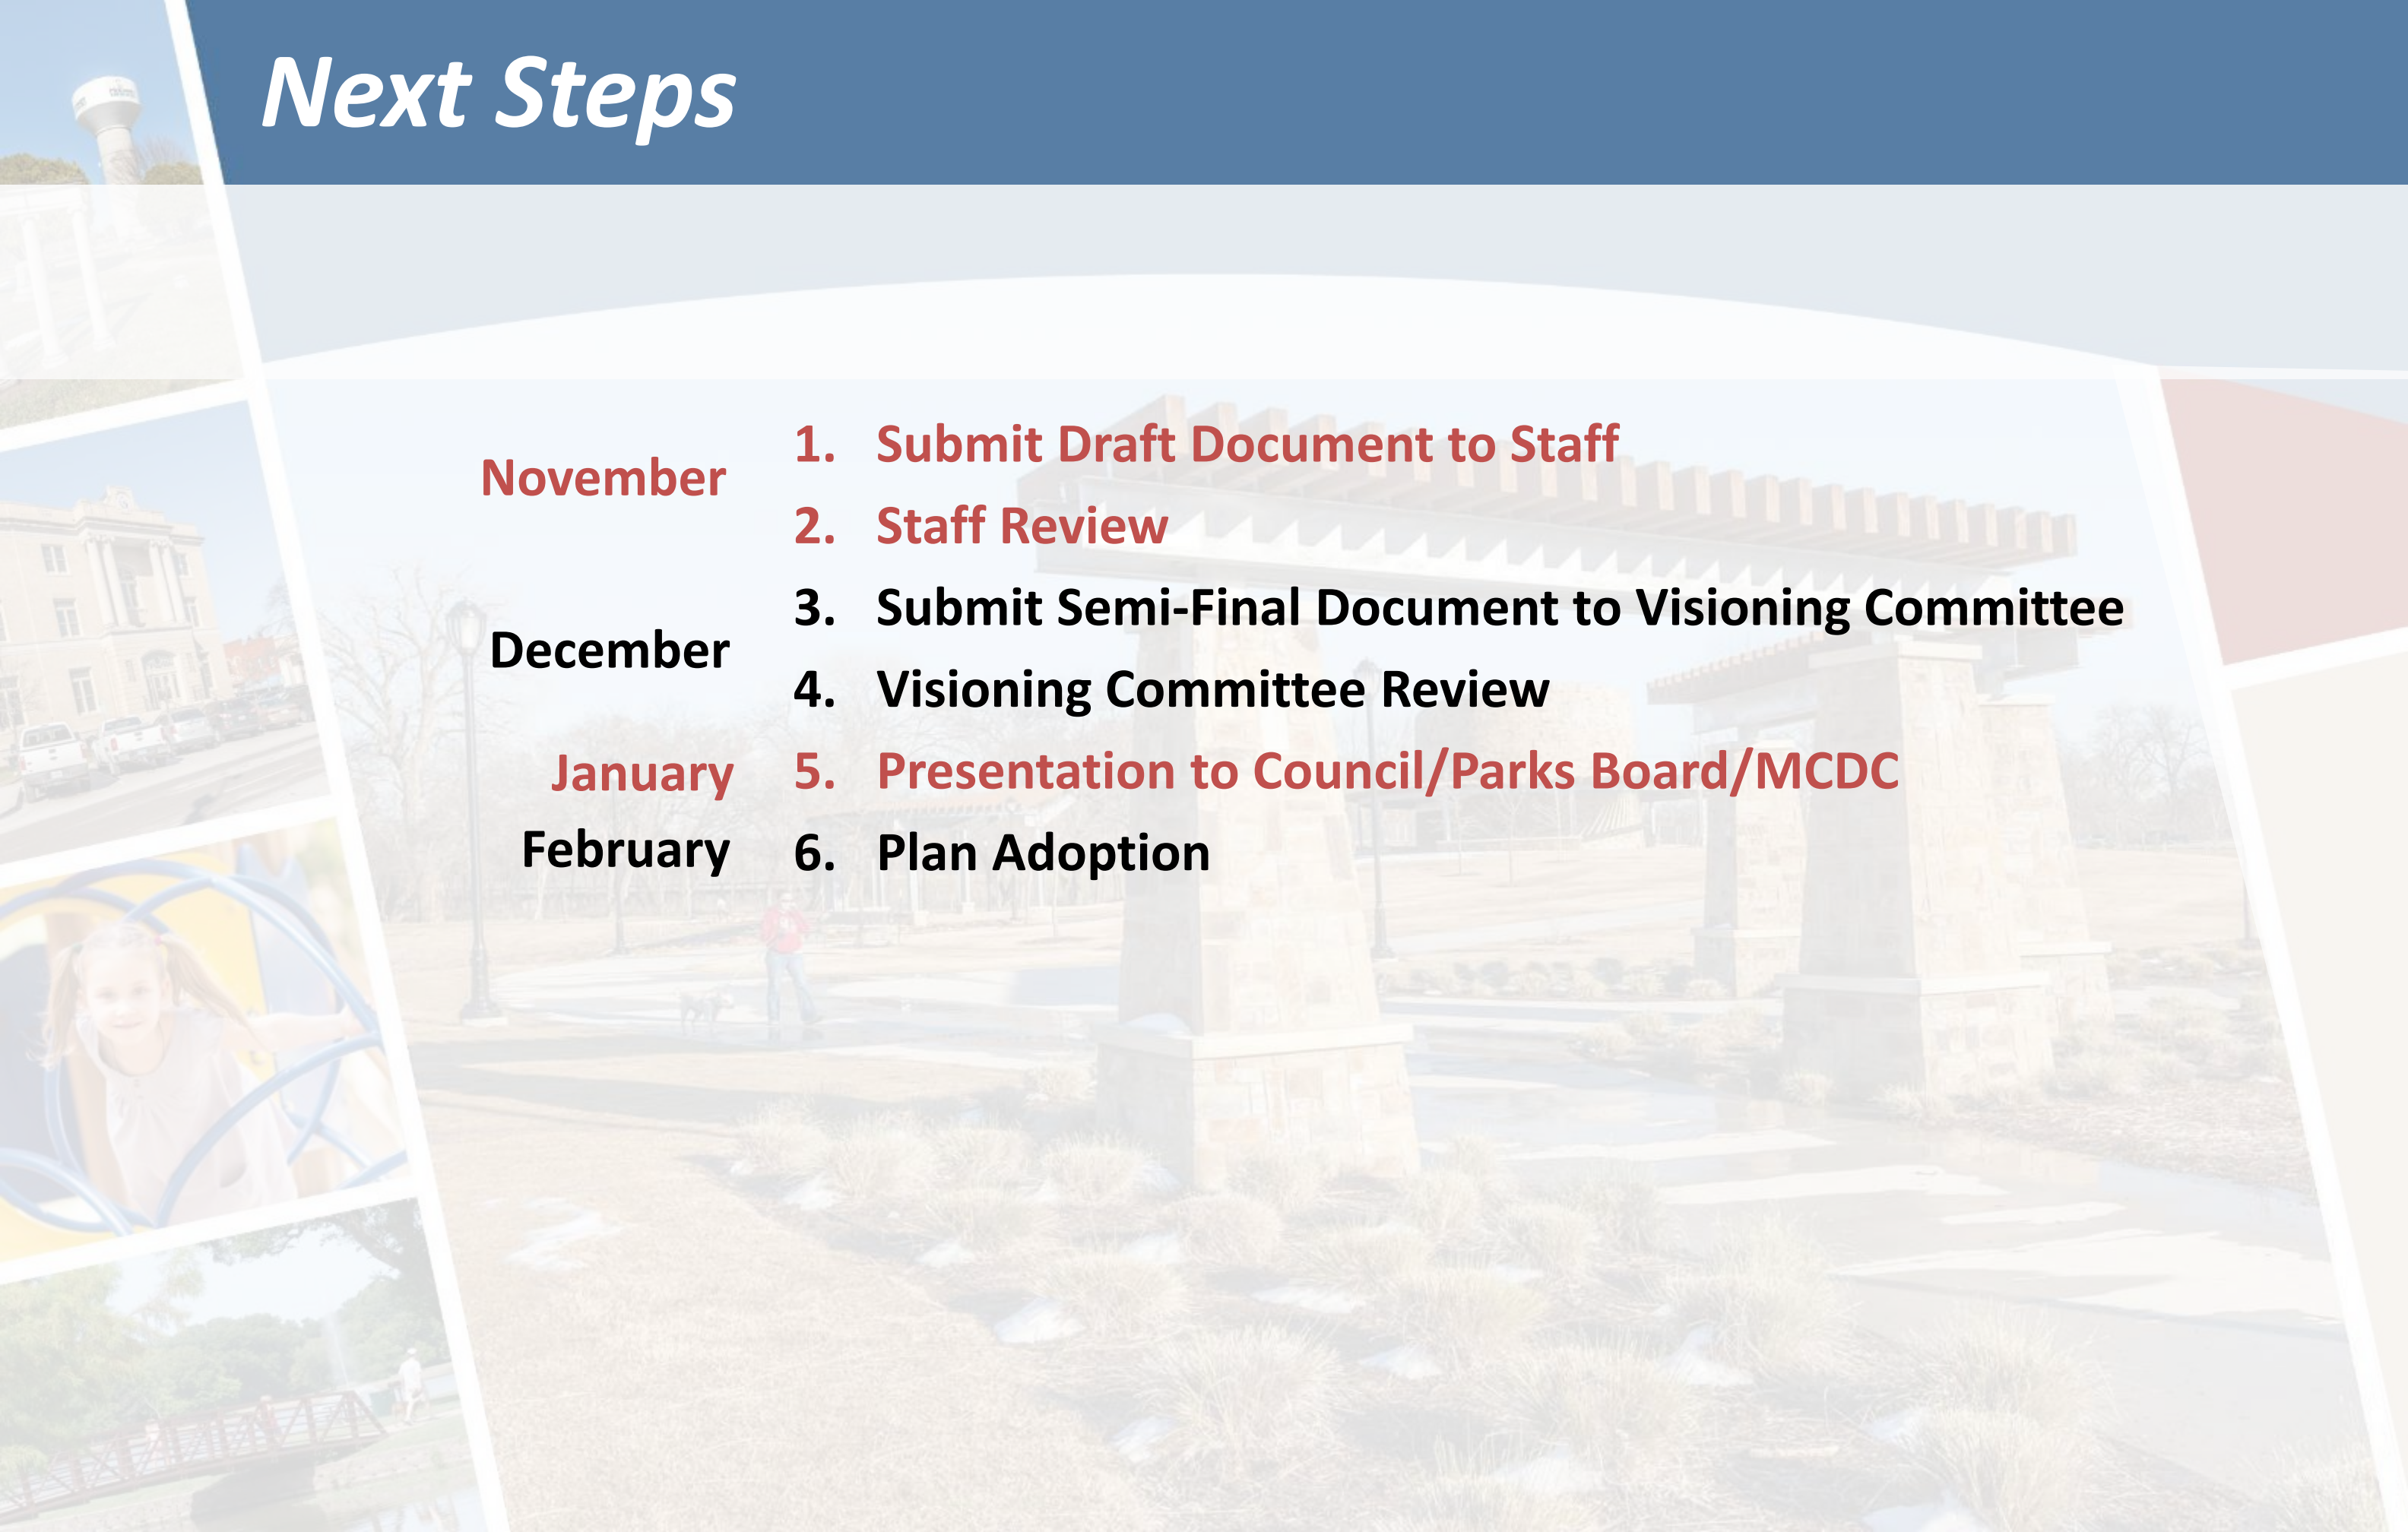 Next Steps
November
1. Submit Draft Document to Staff
2. Staff Review
December
3. Submit Semi-Final Document to Visioning Committee
4. Visioning Committee Review
January
5. Presentation to Council/Parks Board/MCDC
February
6. Plan Adoption